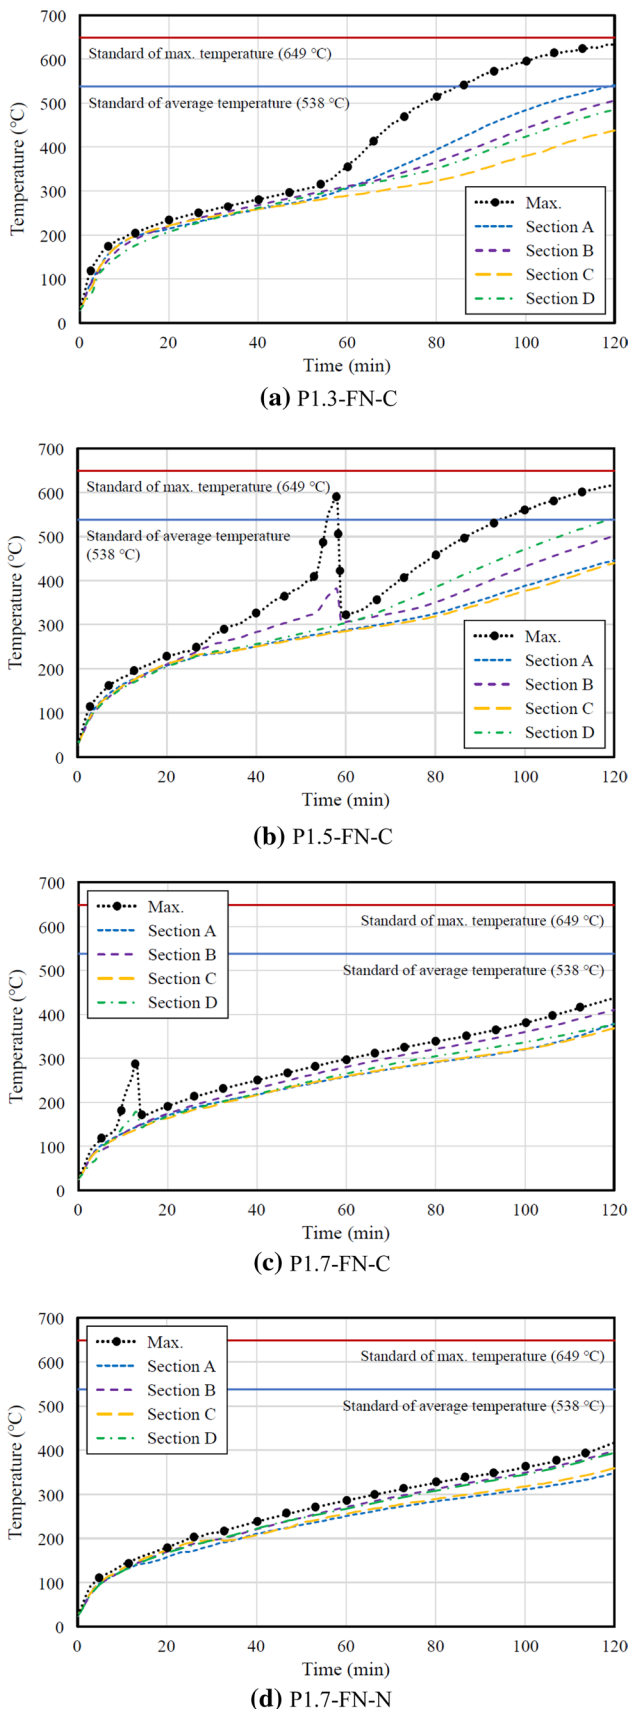 700
600
500
400
300
200
100
0
Temperature (℃)
Standard of max. temperature (649 ℃)
Standard of average temperature (538 ℃)
Max.
Section A
Section B
Section C
Section D
0 20 40 60 80 100 120
Time (min)
(a) P1.3-FN-C
700
600
500
400
300
200
100
0
Temperature (℃)
Standard of max. temperature (649 ℃)
Standard of average temperature
(538 ℃)
Max.
Section A
Section B
Section C
Section D
0 20 40 60 80 100 120
Time (min)
(b) P1.5-FN-C
700
600
500
400
300
200
100
0
Temperature (℃)
Max.
Section A
Section B
Section C
Section D
Standard of max. temperature (649 ℃)
Standard of average temperature (538 ℃)
0 20 40 60 80 100 120
Time (min)
(c) P1.7-FN-C
700
600
500
400
300
200
100
0
Temperature (℃)
Max.
Section A
Section B
Section C
Section D
Standard of max. temperature (649 ℃)
Standard of average temperature (538 ℃)
0 20 40 60 80 100 120
Time (min)
(d) P1.7-FN-N